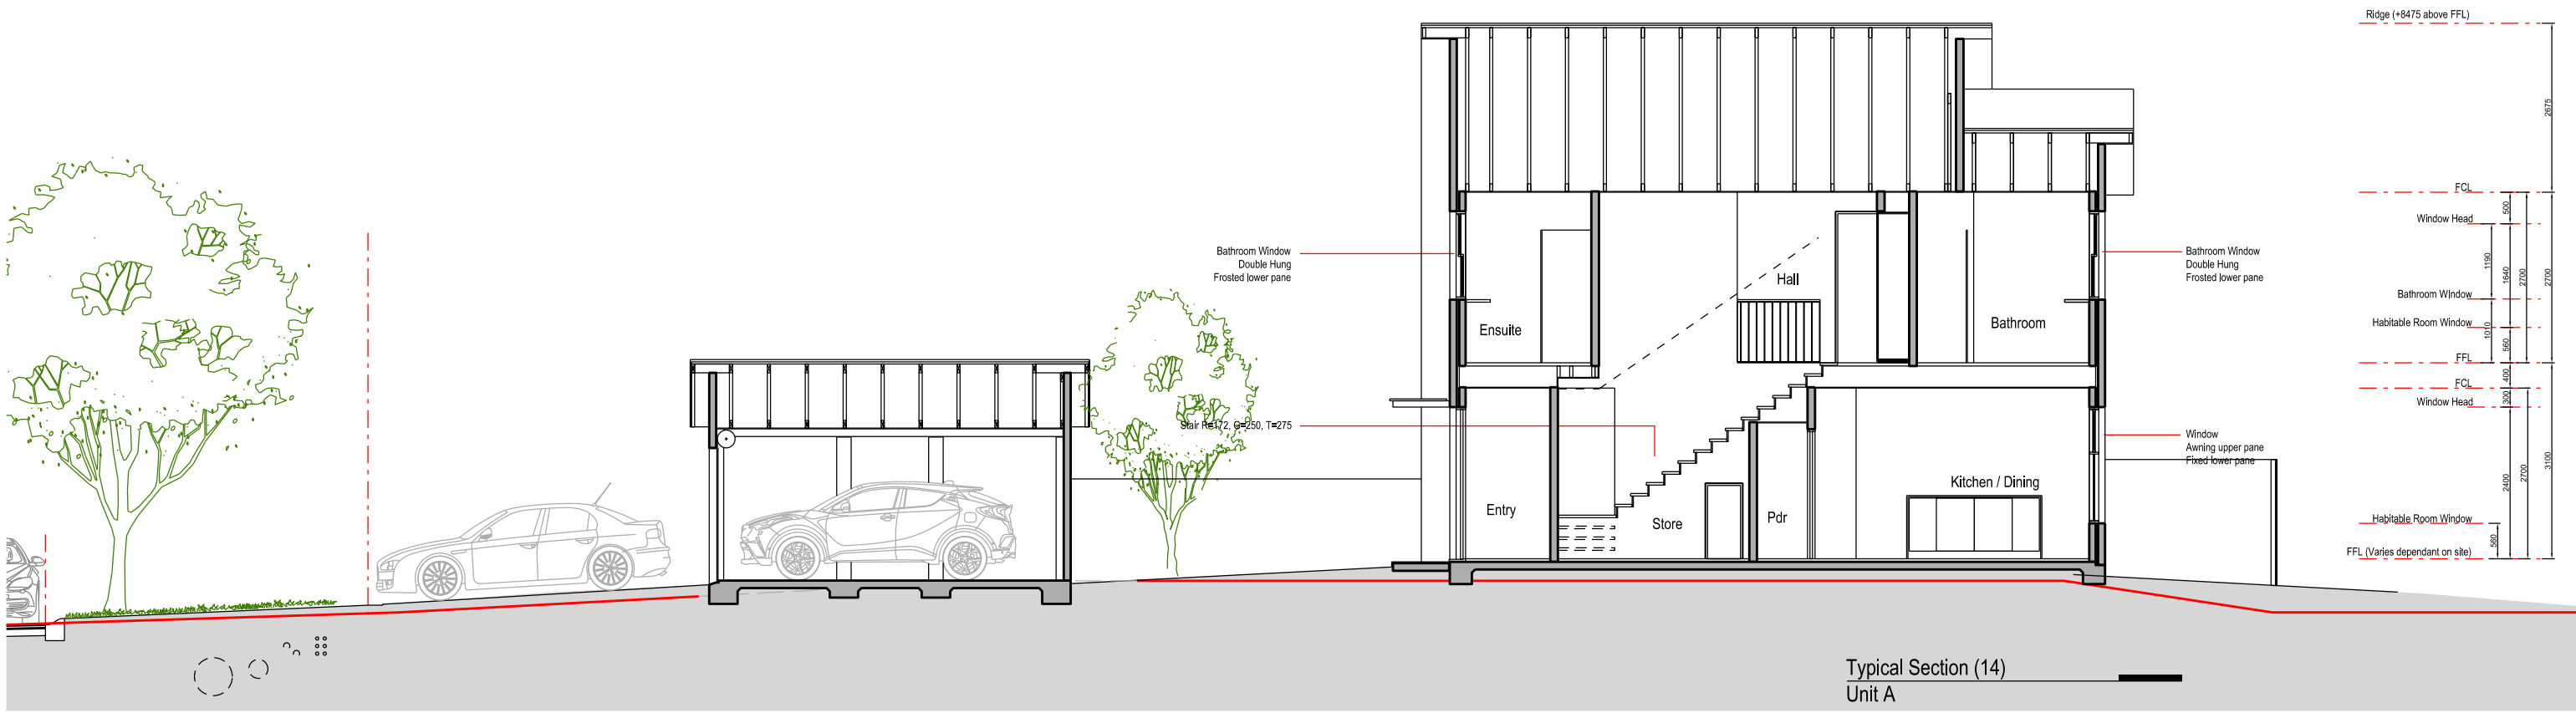 Ridge (+8475 above FFL)
2675
FCL
500
Window Head
Bathroom Window
Double Hung
Frosted lower pane
Hall
Bathroom Window
Double Hung
Frosted lower pane
1190
1640
2700
2700
Bathroom WIndow
Ensuite
Bathroom
Habitable Room Window
1010
560
FFL
400
FCL
300
Window Head
Stair R=172, G=250, T=275
Window
Awning upper pane
Fixed lower pane
3100
2400
2700
Kitchen / Dining
Entry
Store
Pdr
Habitable Room Window
560
FFL (Varies dependant on site)
Typical Section (14)
Unit A